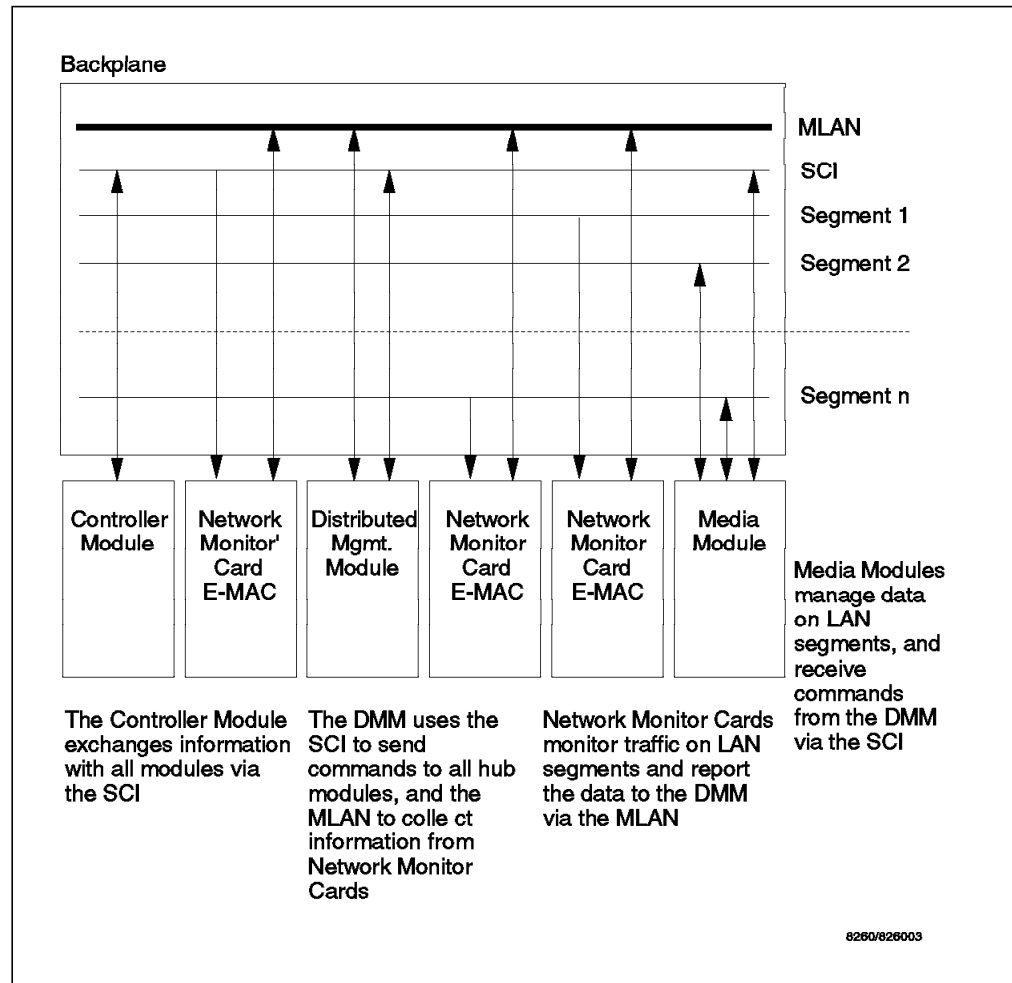 Backplane
MLAN
SCI
Segment 1
Segment 2
Segment n
Controller
Module
Network
Monitor'
Card
E-MAC
Distributed
Mgmt.
Module
Network
Monitor
Card
E-MAC
Network
Monitor
Card
E-MAC
Media
Module
Media Modules
manage data
on LAN
segments, and
receive
commands
from the DMM
via the SCI
The Controller Module
exchanges information
with all modules via
the SCI
The DMM uses the
SCI to send
commands to all hub
modules, and the
MLAN to colle ct
information from
Network Monitor
Cards
Network Monitor Cards
monitor traffic on LAN
segments and report
the data to the DMM
via the MLAN
8260/826003